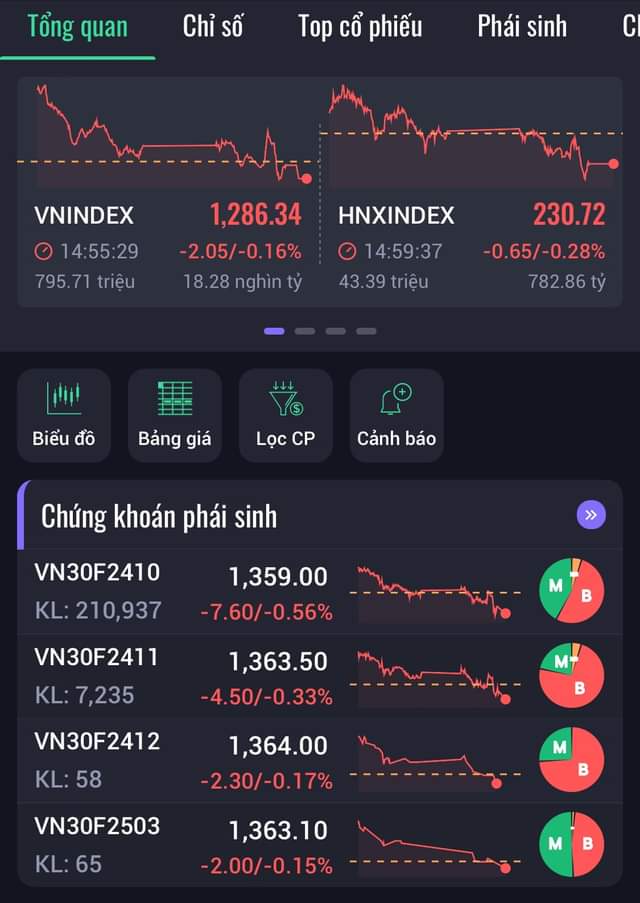 Tổng quan Chỉ số Top cổ phiếu Phái sinh
VNINDEX 1,286.34
14:55:29 -2.05/-0.16%
795.71 triệu 18.28 nghìn tỷ
HNXINDEX 230.72
14:59:37 -0.65/-0.28%
43.39 triệu 782.86 tỷ
Biểu đồ Bảng giá Lọc CP Cảnh báo
Chứng khoán phái sinh
VN30F2410 1,359.00
KL: 210,937 -7.60/-0.56%
M B
VN30F2411 1,363.50
KL: 7,235 -4.50/-0.33%
M B
VN30F2412 1,364.00
KL: 58 -2.30/-0.17%
M B
VN30F2503 1,363.10
KL: 65 -2.00/-0.15%
M B